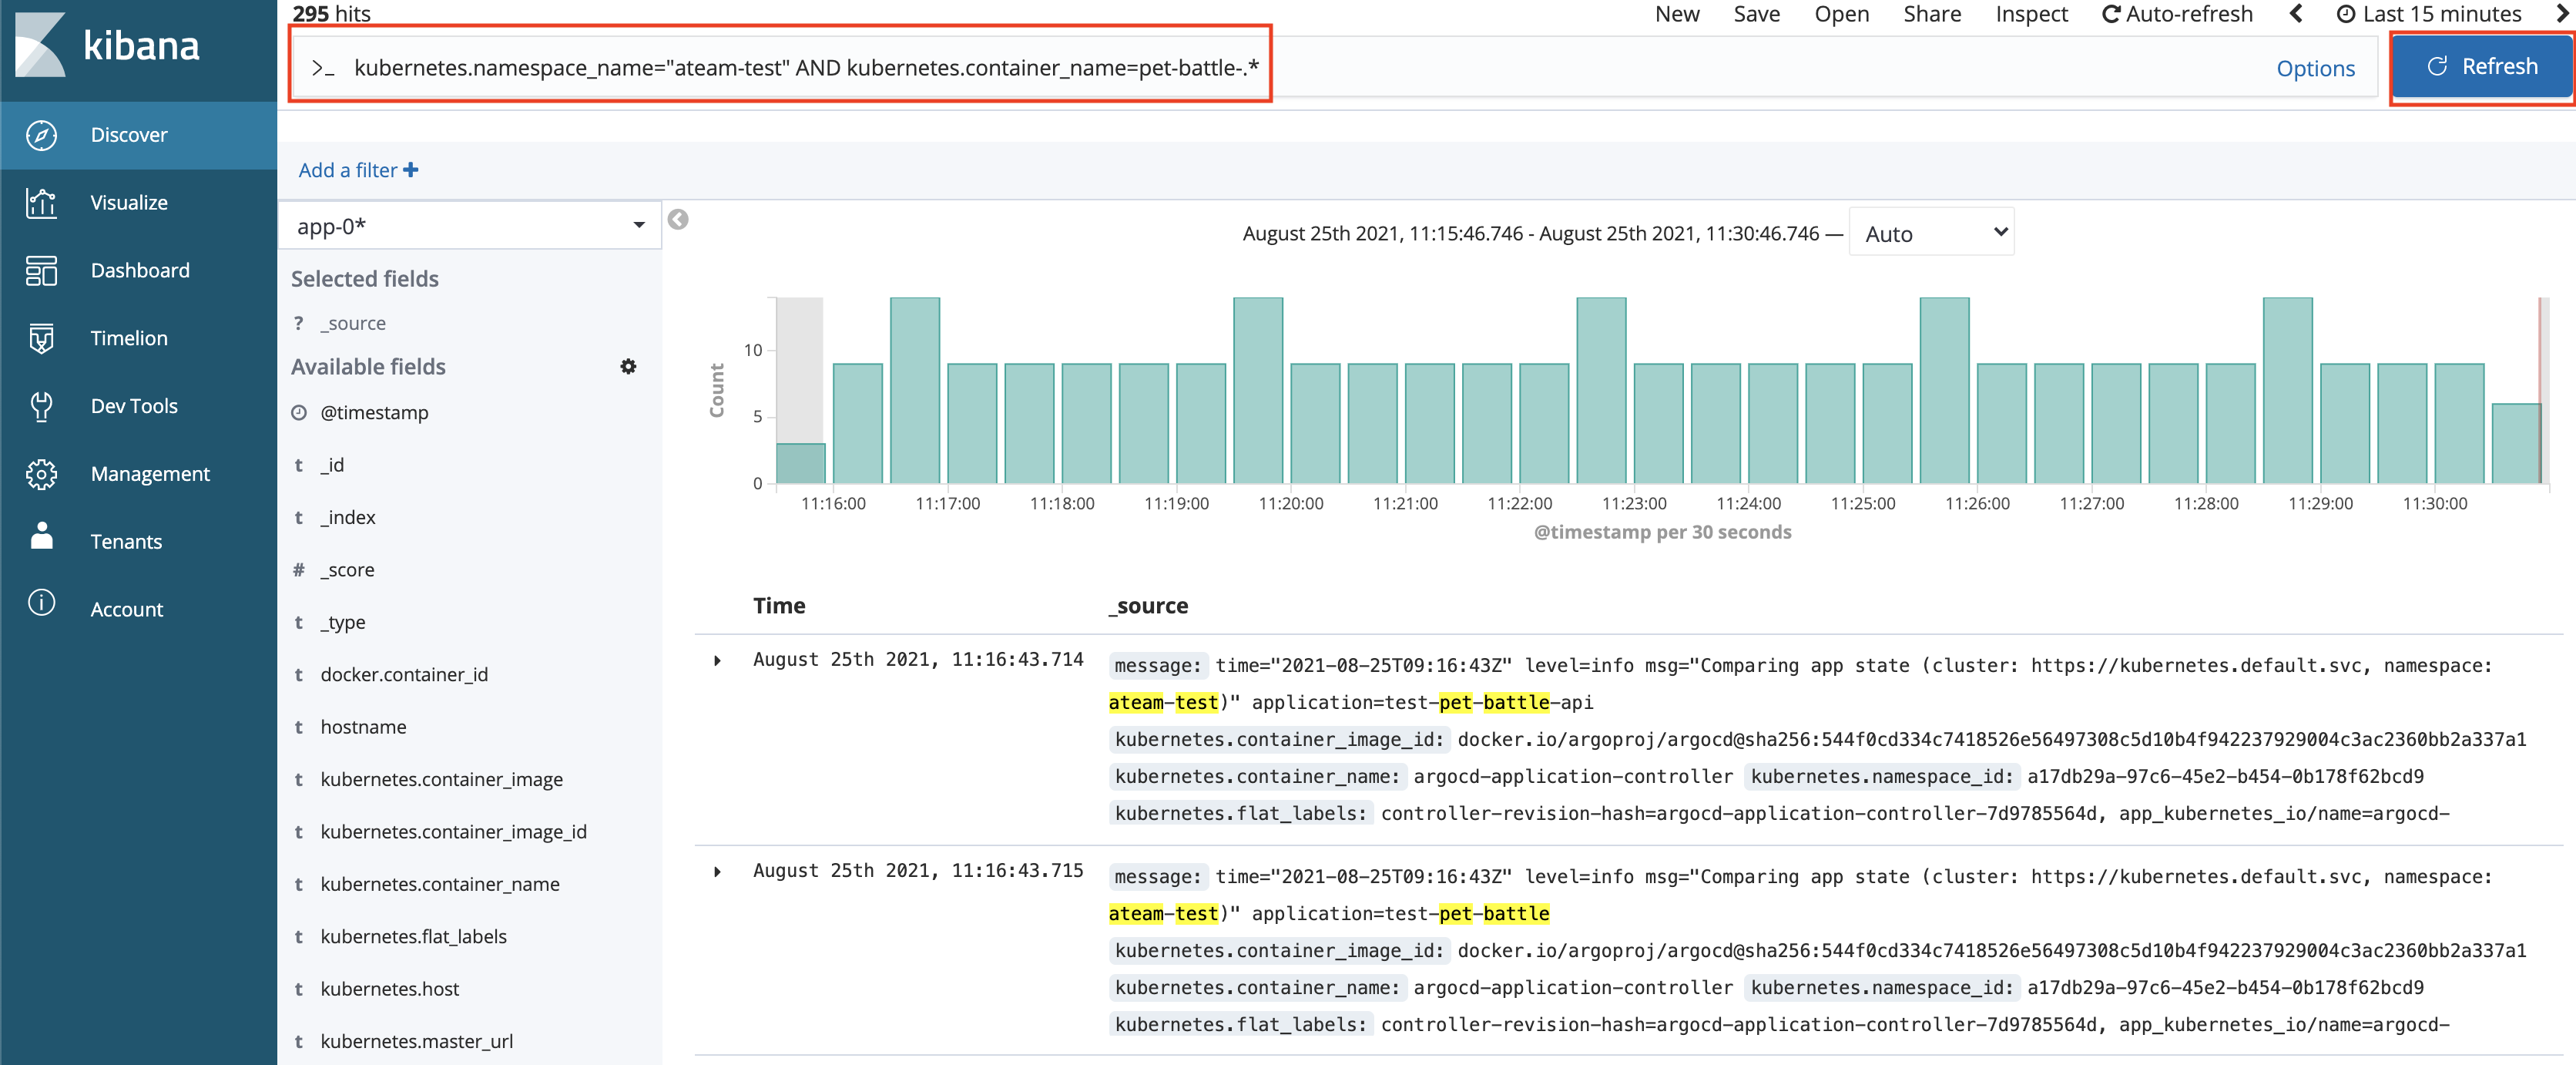 kibana
Discover
Visualize
Dashboard
Timelion
Dev Tools
Management
Tenants
Account
295 hits
New Save Open Share Inspect Auto-refresh Last 15 minutes
>_ kubernetes.namespace_name="ateam-test" AND kubernetes.container_name=pet-battle-.* Options Refresh
Add a filter +
app-0*
Selected fields
? _source
Available fields
@timestamp
t _id
t _index
# _score
t _type
t docker.container_id
t hostname
t kubernetes.container_image
t kubernetes.container_image_id
t kubernetes.container_name
t kubernetes.flat_labels
t kubernetes.host
t kubernetes.master_url
August 25th 2021, 11:15:46.746 - August 25th 2021, 11:30:46.746 — Auto
Count
10
5
0
11:16:00 11:17:00 11:18:00 11:19:00 11:20:00 11:21:00 11:22:00 11:23:00 11:24:00 11:25:00 11:26:00 11:27:00 11:28:00 11:29:00 11:30:00
@timestamp per 30 seconds
Time _source
August 25th 2021, 11:16:43.714 message: time="2021-08-25T09:16:43Z" level=info msg="Comparing app state (cluster: https://kubernetes.default.svc, namespace:
ateam-test)" application=test-pet-battle-api
kubernetes.container_image_id: docker.io/argoproj/argocd@sha256:544f0cd334c7418526e56497308c5d10b4f942237929004c3ac2360bb2a337a1
kubernetes.container_name: argocd-application-controller kubernetes.namespace_id: a17db29a-97c6-45e2-b454-0b178f62bcd9
kubernetes.flat_labels: controller-revision-hash=argocd-application-controller-7d9785564d, app_kubernetes_io/name=argocd-
August 25th 2021, 11:16:43.715 message: time="2021-08-25T09:16:43Z" level=info msg="Comparing app state (cluster: https://kubernetes.default.svc, namespace:
ateam-test)" application=test-pet-battle
kubernetes.container_image_id: docker.io/argoproj/argocd@sha256:544f0cd334c7418526e56497308c5d10b4f942237929004c3ac2360bb2a337a1
kubernetes.container_name: argocd-application-controller kubernetes.namespace_id: a17db29a-97c6-45e2-b454-0b178f62bcd9
kubernetes.flat_labels: controller-revision-hash=argocd-application-controller-7d9785564d, app_kubernetes_io/name=argocd-